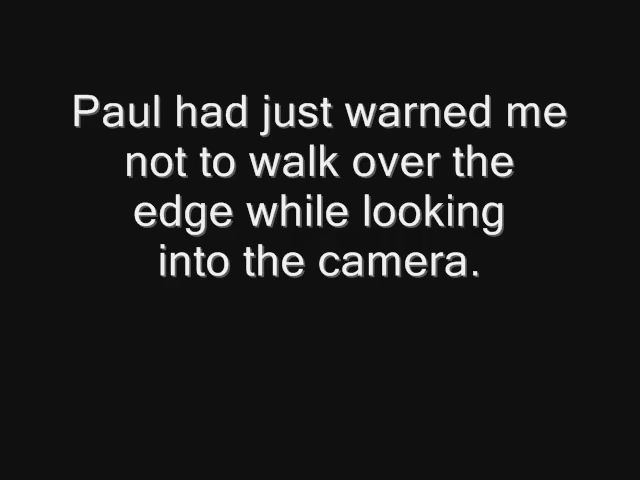 Paul had just warned me
not to walk over the
edge while looking
into the camera.